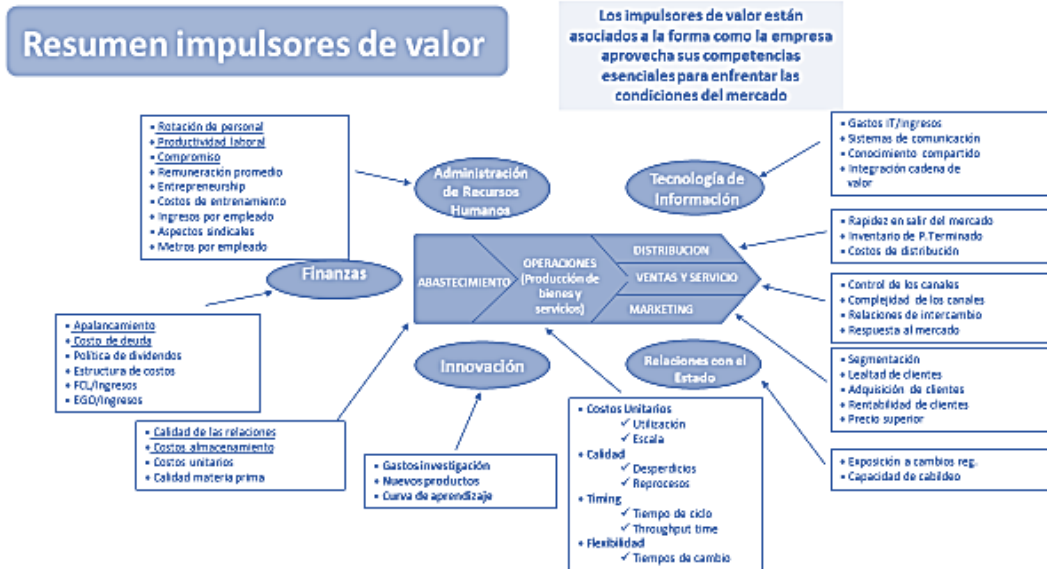 Resumen impulsores de valor
Los impulsores de valor están
asociados a la forma como la empresa
aprovecha sus competencias
esenciales para enfrentar las
condiciones del mercado
• Rotación de personal
• Productividad laboral
• Compromiso
• Remuneración promedio
• Entrepreneurship
• Costos de entrenamiento
• Ingresos por empleado
• Aspectos sindicales
• Metros por empleado
Administración
de Recursos
Humanos
Tecnología de
Información
• Gastos IT/Ingresos
• Sistemas de comunicación
• Conocimiento compartido
• Integración cadena de
valor
• Rapidez en salir del mercado
• Inventario de P.Terminado
• Costos de distribución
Finanzas
ABASTECIMIENTO
OPERACIONES
(Producción de
bienes y
servicios)
DISTRIBUCION
VENTAS Y SERVICIO
MARKETING
• Control de los canales
• Complejidad de los canales
• Relaciones de intercambio
• Respuesta al mercado
• Apalancamiento
• Costo de deuda
• Política de dividendos
• Estructura de costos
• FCL/Ingresos
• EGO/Ingresos
Innovación
Relaciones con el
Estado
• Segmentación
• Lealtad de clientes
• Adquisición de clientes
• Rentabilidad de clientes
• Precio superior
• Calidad de las relaciones
• Costos almacenamiento
• Costos unitarios
• Calidad materia prima
• Gastos investigación
• Nuevos productos
• Curva de aprendizaje
• Costos Unitarios
✓ Utilización
✓ Escala
• Calidad
✓ Desperdicios
✓ Reprocesos
• Timing
✓ Tiempo de ciclo
✓ Throughput time
• Flexibilidad
✓ Tiempos de cambio
• Exposición a cambios reg.
• Capacidad de cabildeo